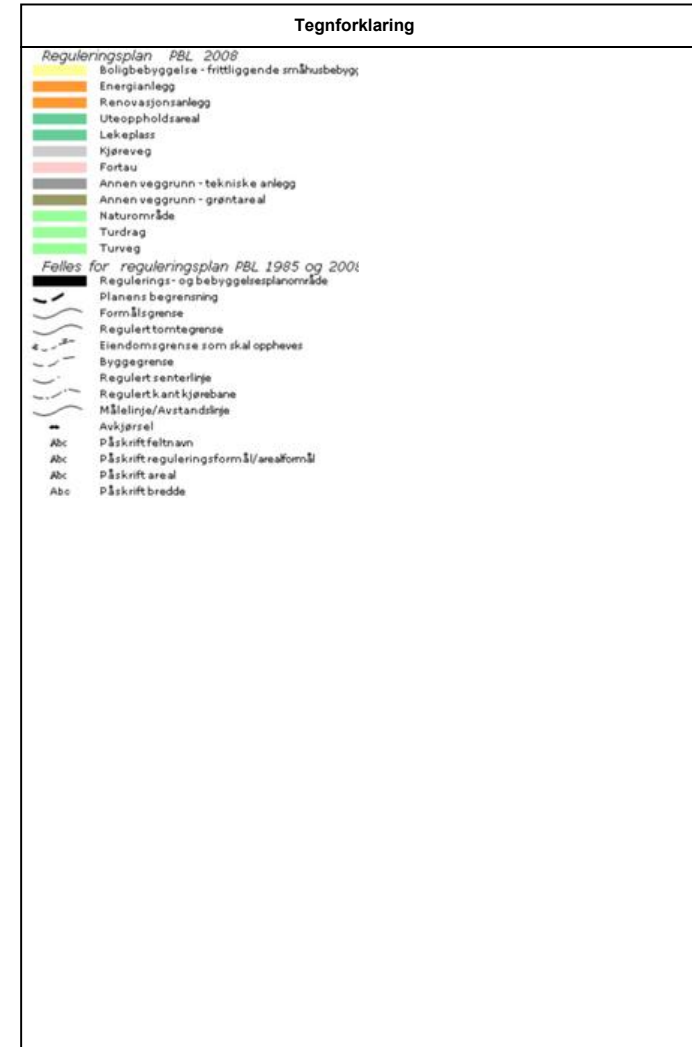 Tegnforklaring
Reguleringsplan PBL 2008
Boligbebyggelse - frittliggende småhusbebygg
Energianlegg
Renovasjonsanlegg
Uteoppholdsareal
Lekeplass
Kjøreveg
Fortau
Annen veggrunn - tekniske anlegg
Annen veggrunn - grøntareal
Naturområde
Turdrag
Turveg
Felles for reguleringsplan PBL 1985 og 2008
Regulerings- og bebyggelsesplanområde
Planens begrensning
Formålsgrense
Regulert tomtegrense
Eiendomsgrense som skal oppheves
Byggegrense
Regulert senterlinje
Regulert kant kjørebane
Målelinje/Avstandslinje
Avkjørsel
Abc Påskrift feltnavn
Abc Påskrift reguleringsformål/arealformål
Abc Påskrift areal
Abc Påskrift bredde